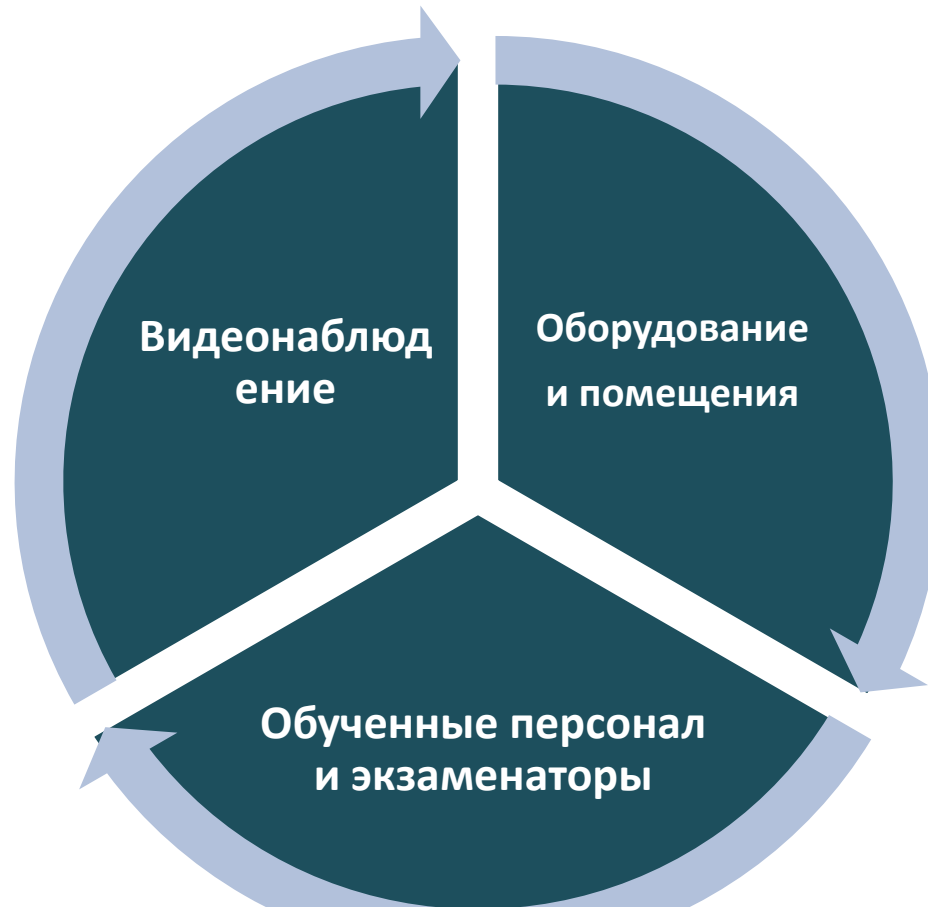 Видеонаблюд
ение
Оборудование
и помещения
Обученные персонал
и экзаменаторы